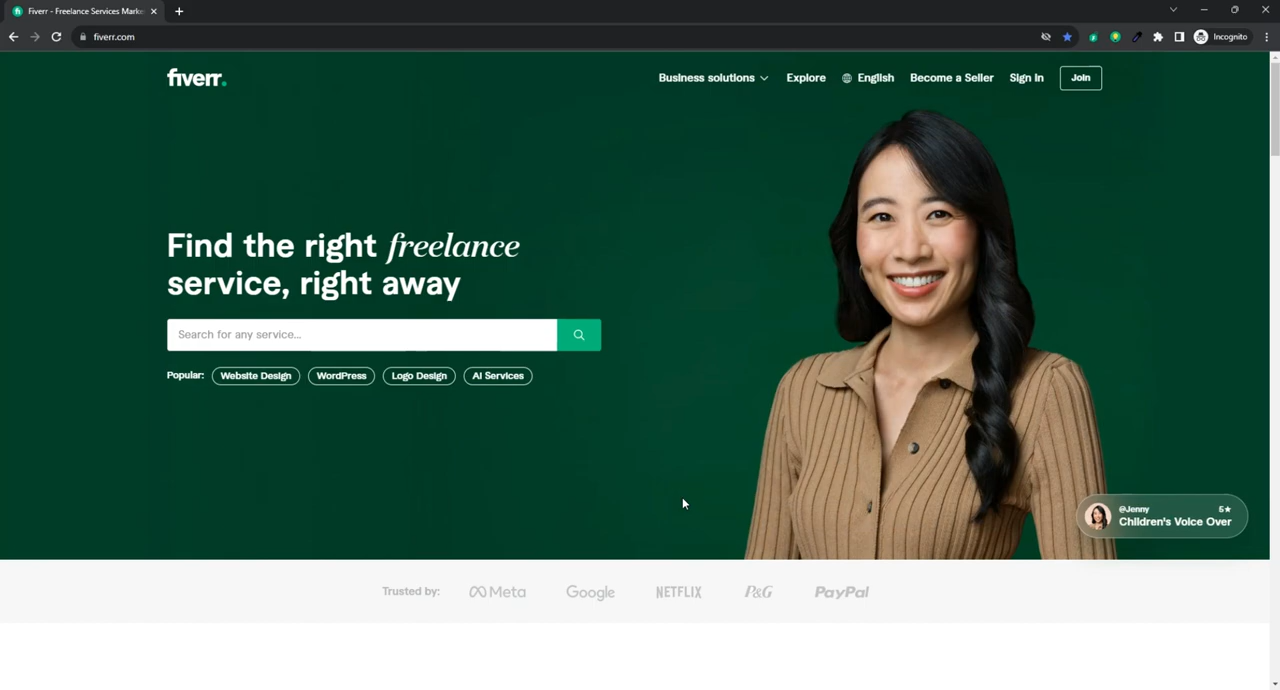 Fiverr - Freelance Services Marke
fiverr.com
Incognito
fiverr.
Business solutions
Explore
English
Become a Seller
Sign in
Join
Find the right freelance
service, right away
Search for any service...
Popular:
Website Design
WordPress
Logo Design
AI Services
@Jenny
5★
Children's Voice Over
Trusted by:
Meta
Google
NETFLIX
P&G
PayPal